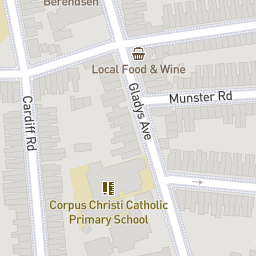 Berendsen
Local Food & Wine
Munster Rd
Gladys Ave
Cardiff Rd
Corpus Christi Catholic
Primary School